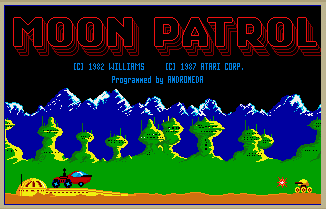 MOON PATROL
(C) 1982 WILLIAMS (C) 1987 ATARI CORP.
Programmed by ANDROMEDA